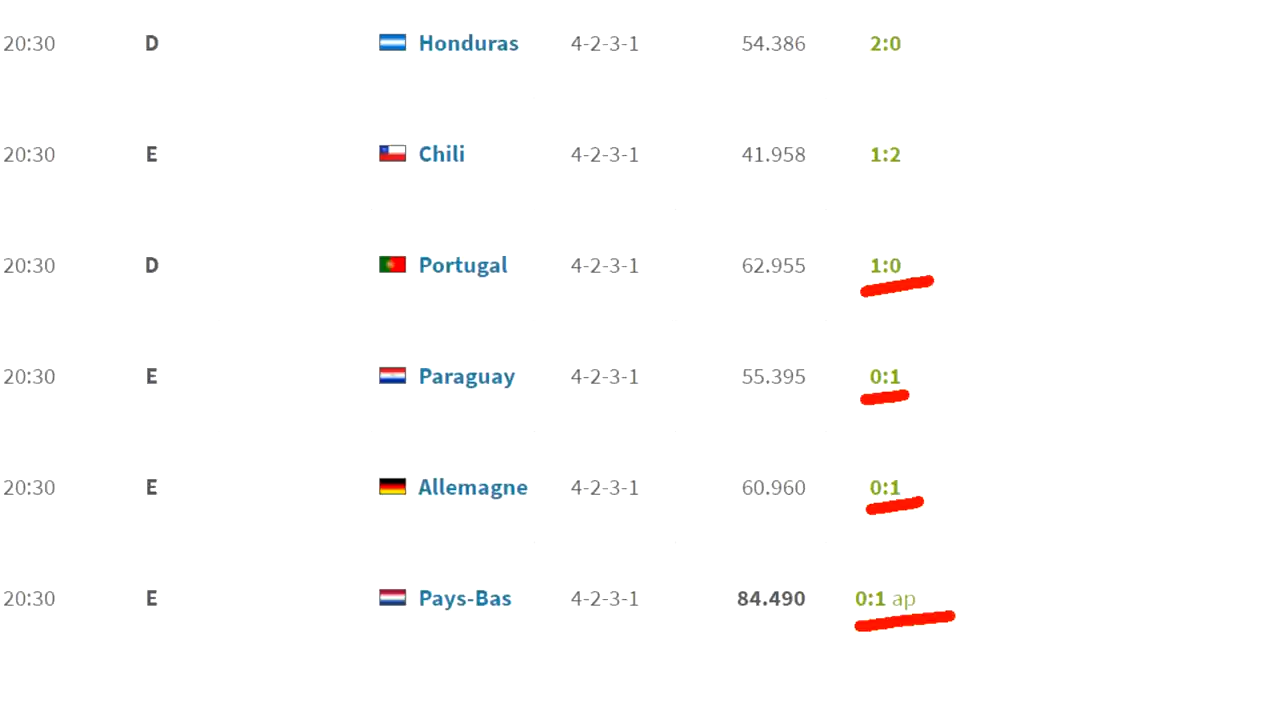 20:30 D Honduras 4-2-3-1 54.386 2:0
20:30 E Chili 4-2-3-1 41.958 1:2
20:30 D Portugal 4-2-3-1 62.955 1:0
20:30 E Paraguay 4-2-3-1 55.395 0:1
20:30 E Allemagne 4-2-3-1 60.960 0:1
20:30 E Pays-Bas 4-2-3-1 84.490 0:1 ap